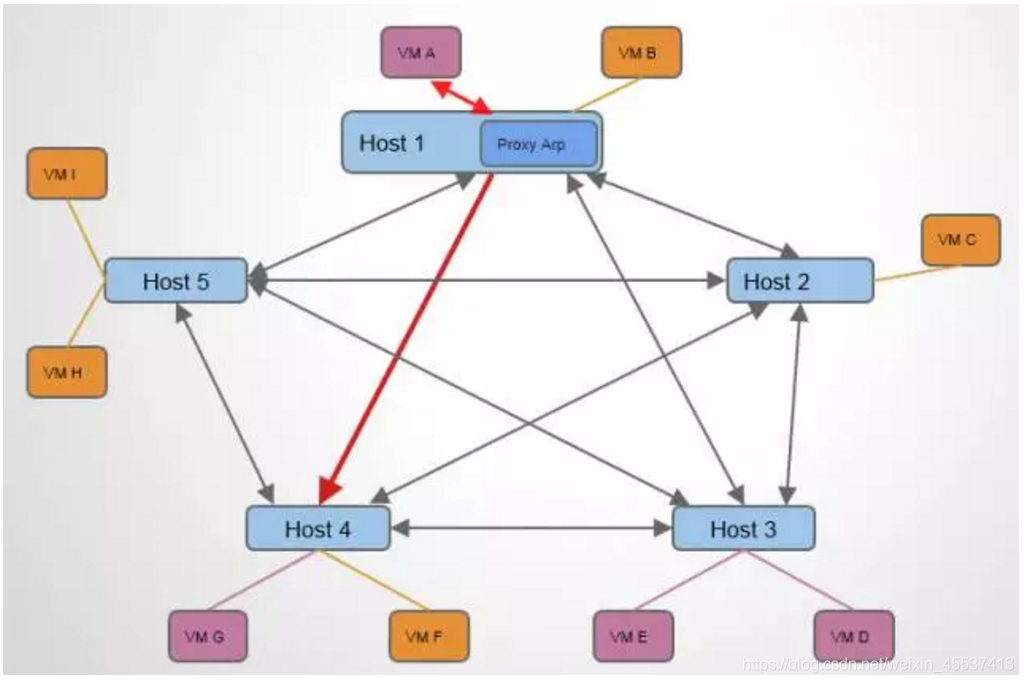 VM A
VM B
Host 1
Proxy Arp
VM I
VM C
Host 5
Host 2
VM H
Host 4
Host 3
VM G
VM F
VM E
VM D
https://blog.csdn.net/weixin_45537413